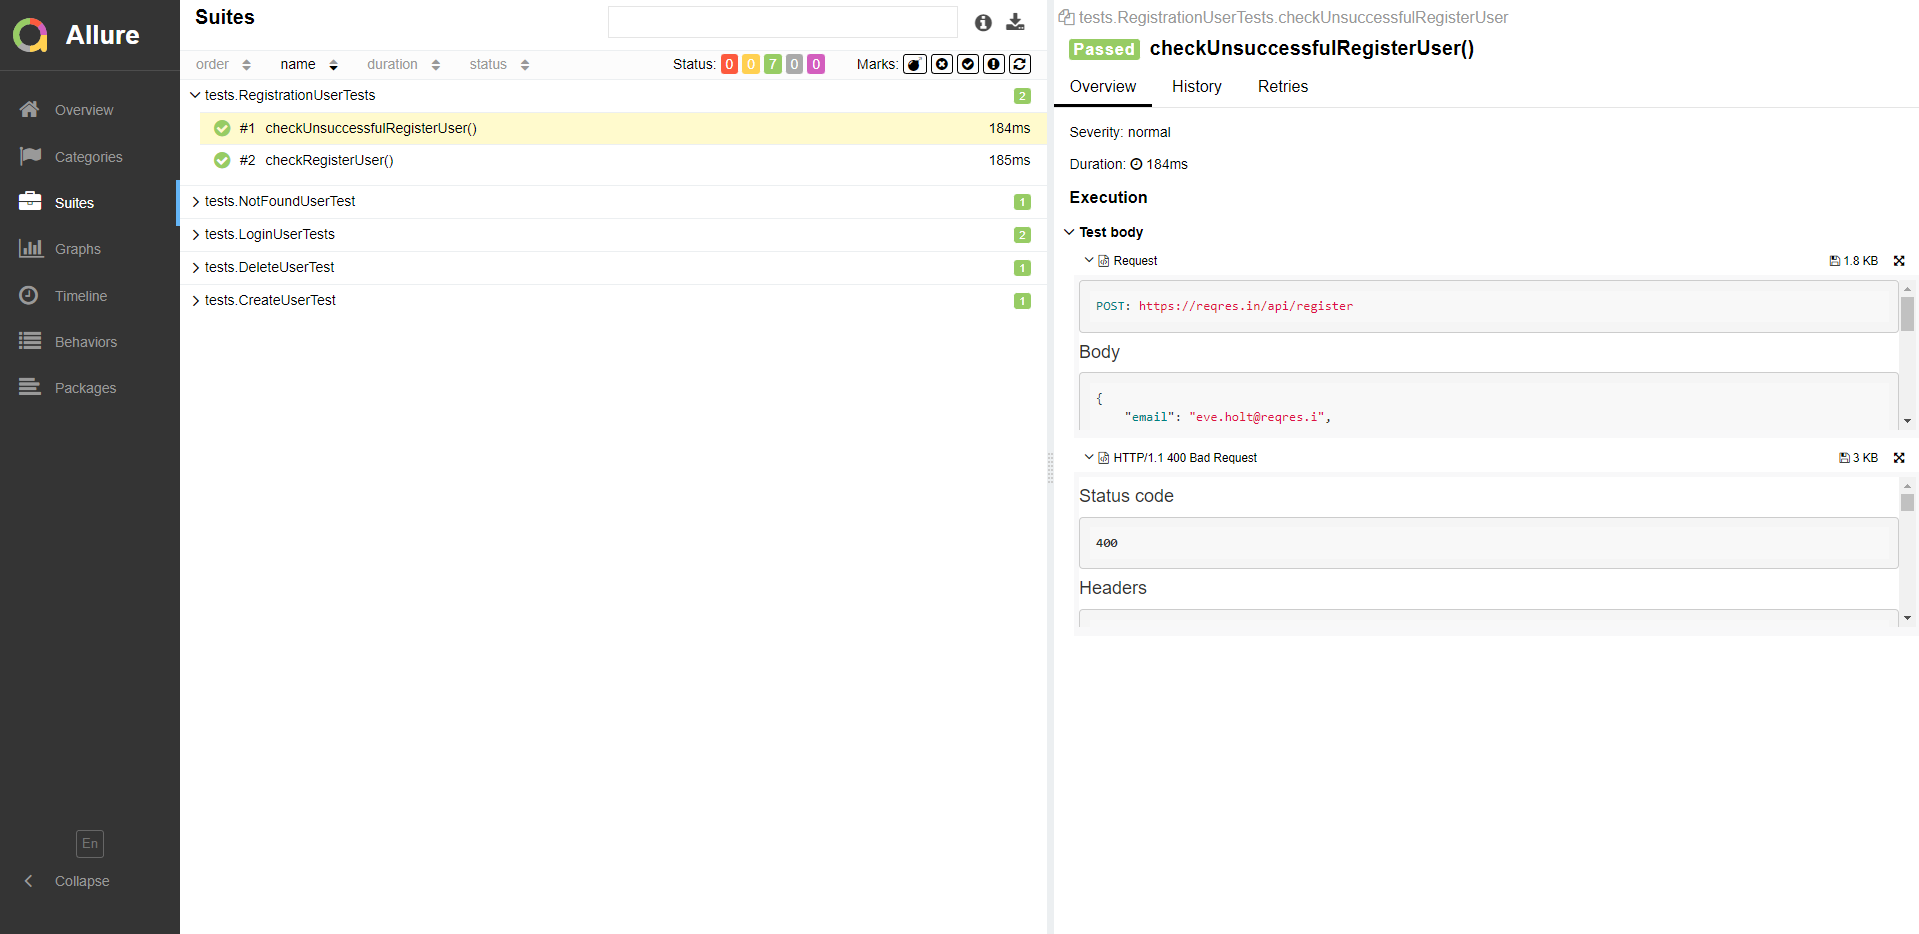 Allure
Overview
Categories
Suites
Graphs
Timeline
Behaviors
Packages
En
Collapse
Suites
order name duration status Status: 0 0 7 0 0 Marks:
tests.RegistrationUserTests 2
#1 checkUnsuccessfulRegisterUser() 184ms
#2 checkRegisterUser() 185ms
tests.NotFoundUserTest 1
tests.LoginUserTests 2
tests.DeleteUserTest 1
tests.CreateUserTest 1
tests.RegistrationUserTests.checkUnsuccessfulRegisterUser
Passed checkUnsuccessfulRegisterUser()
Overview History Retries
Severity: normal
Duration: 184ms
Execution
Test body
Request 1.8 KB
POST: https://reqres.in/api/register
Body
{
"email": "eve.holt@reqres.i",
HTTP/1.1 400 Bad Request 3 KB
Status code
400
Headers